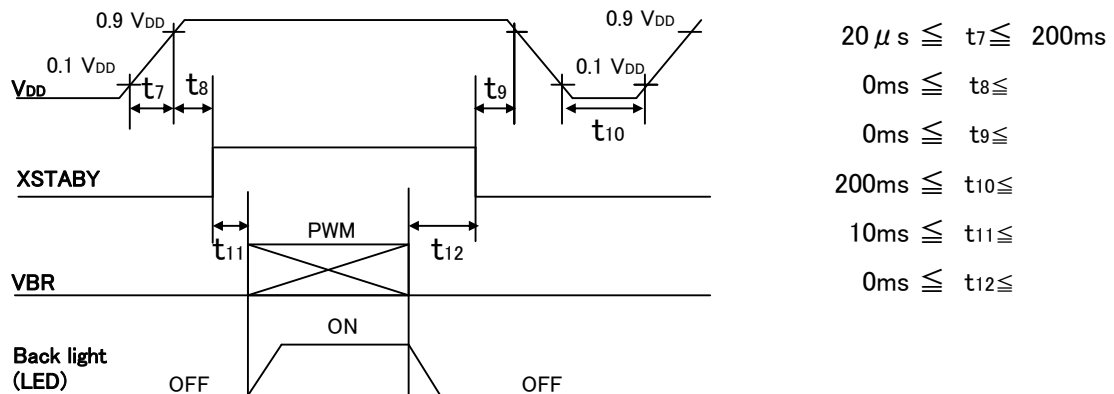 0.9 VDD
0.9 VDD
0.1 VDD
0.1 VDD
VDD
t7
t8
t9
t10
XSTABY
t11
PWM
t12
VBR
ON
Back light
(LED)
OFF
OFF
20 μ s ≦ t7≦ 200ms
0ms ≦ t8≦
0ms ≦ t9≦
200ms ≦ t10≦
10ms ≦ t11≦
0ms ≦ t12≦